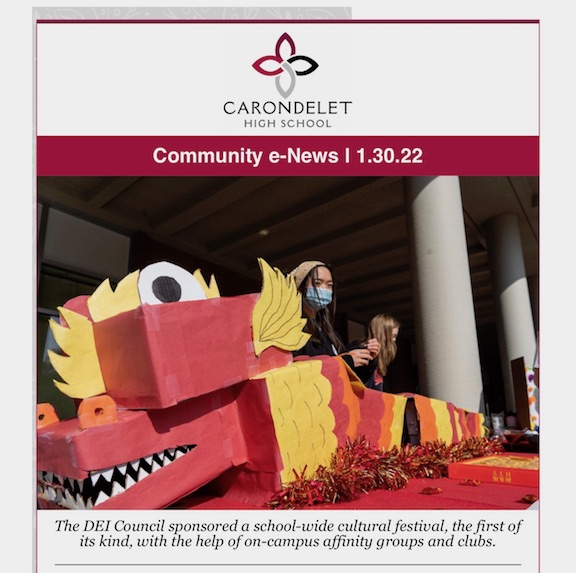 CARONDELET
HIGH SCHOOL
Community e-News I 1.30.22
The DEI Council sponsored a school-wide cultural festival, the first of
its kind, with the help of on-campus affinity groups and clubs.